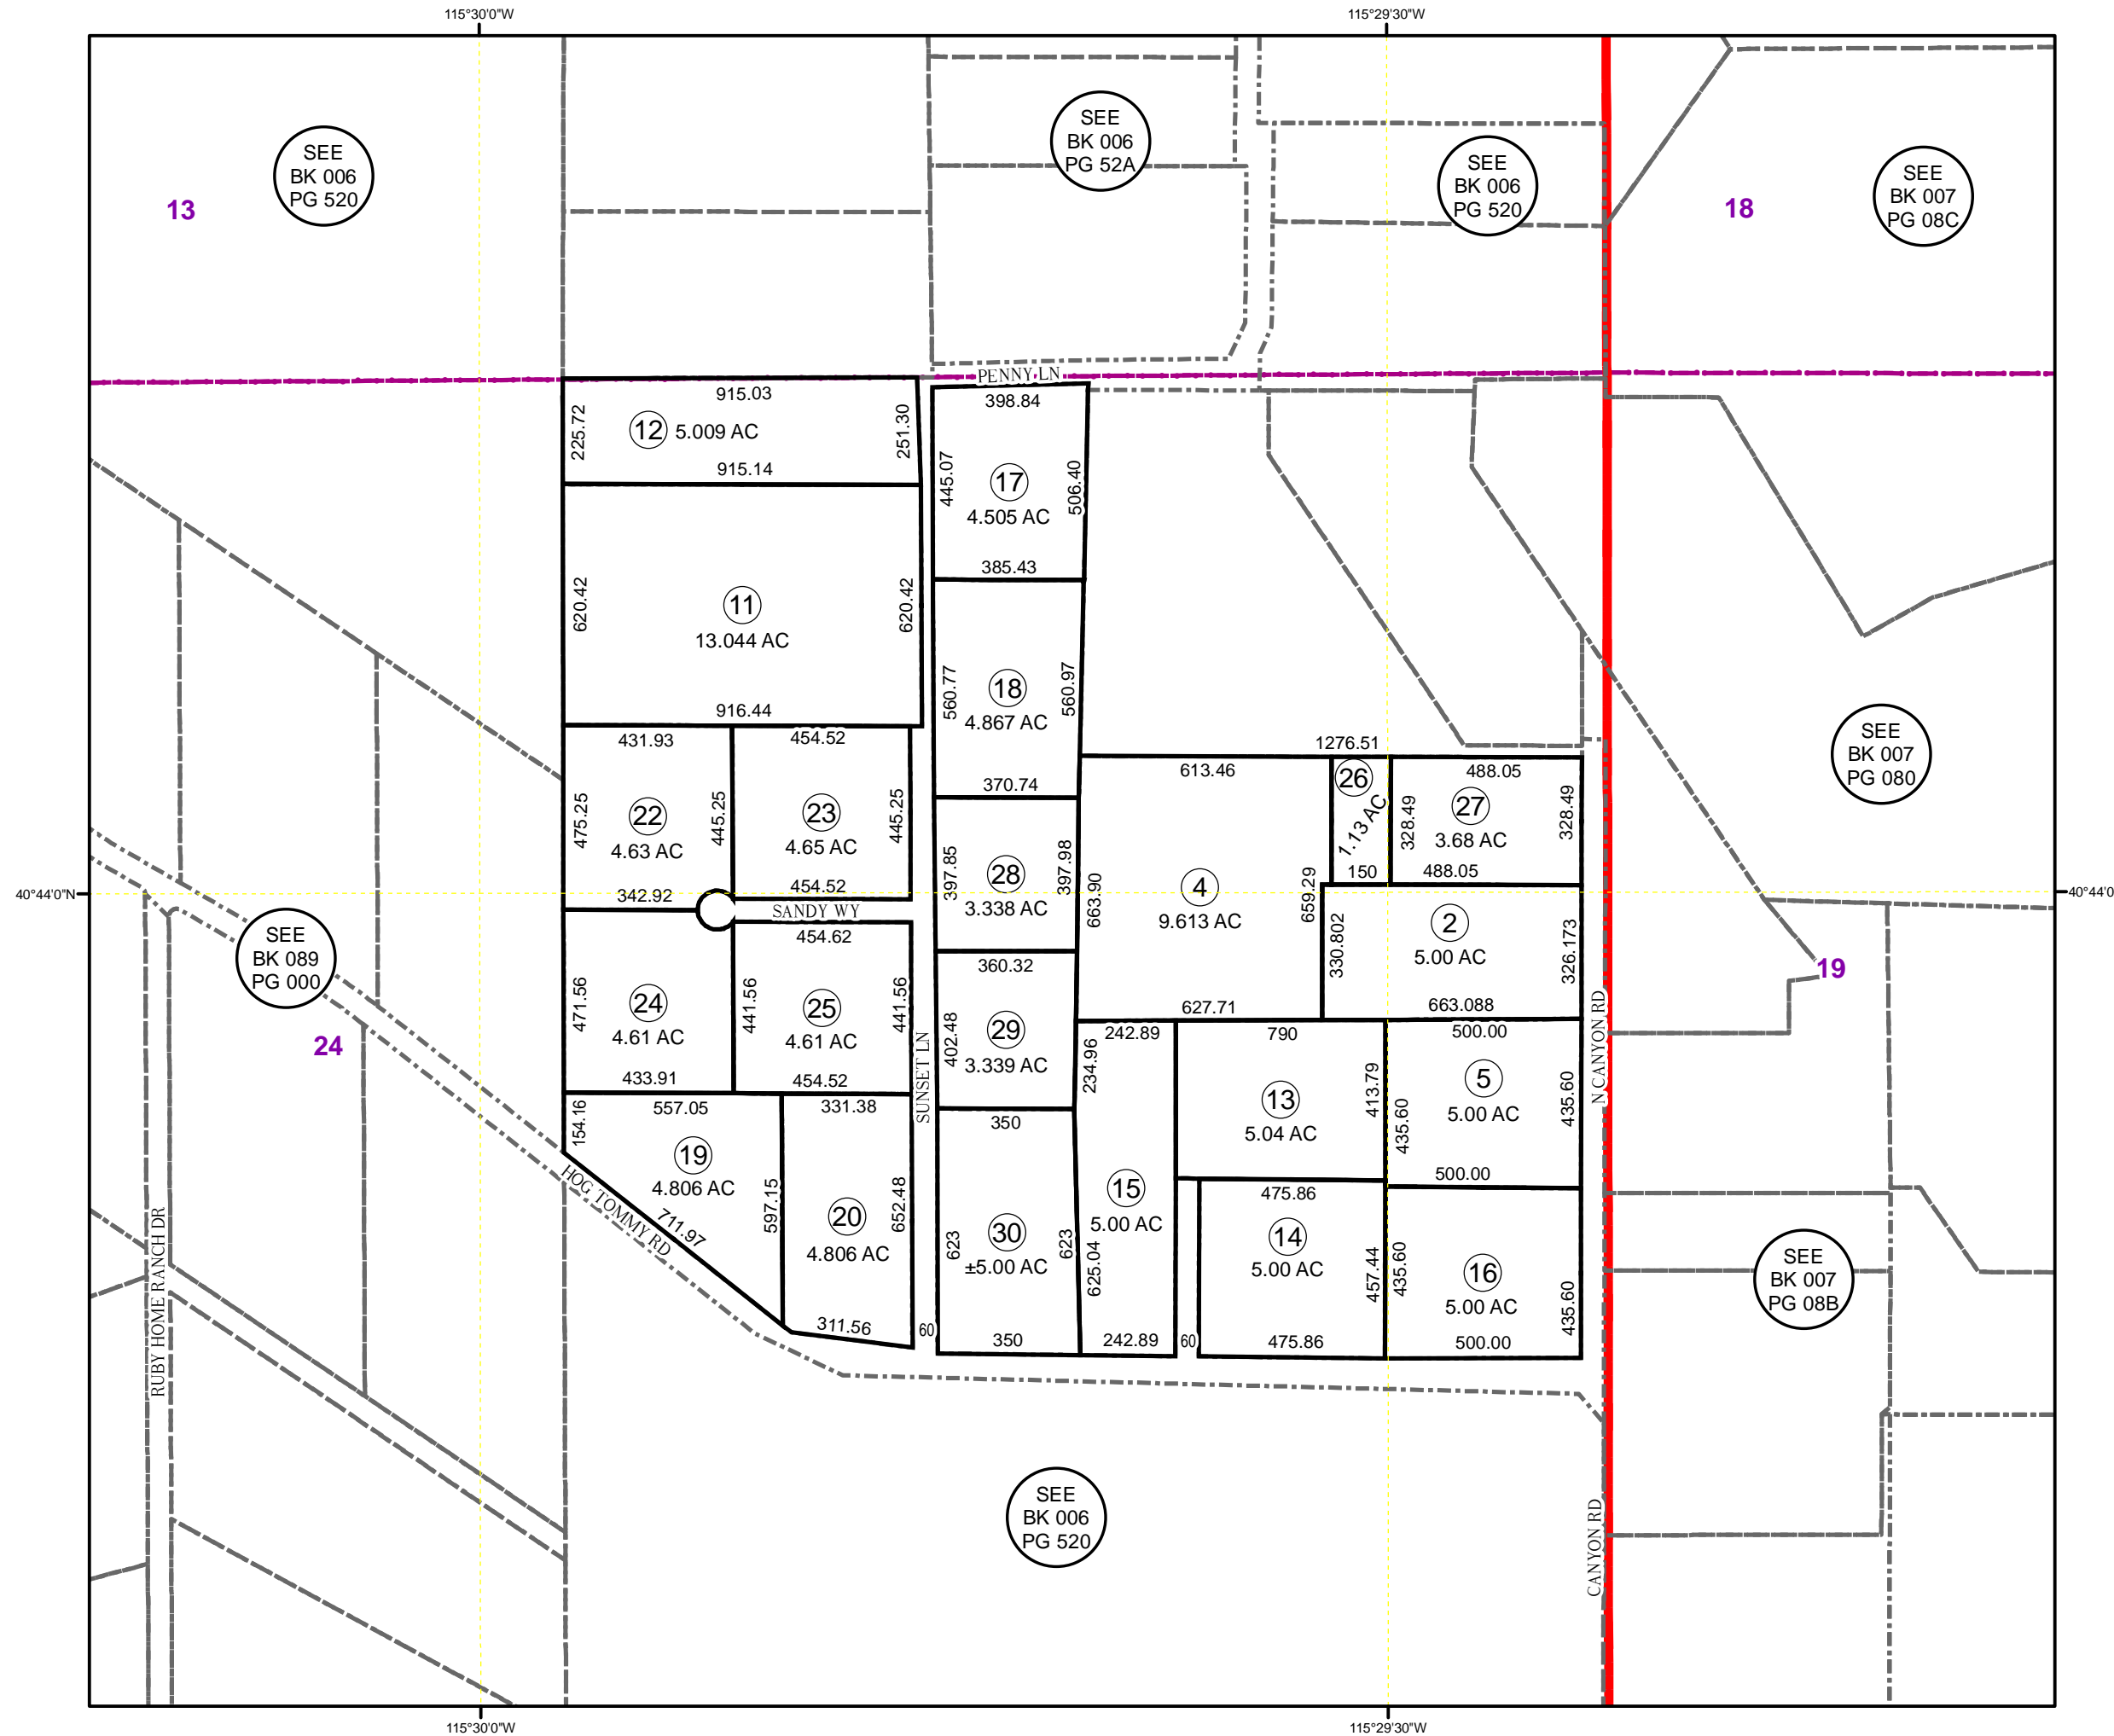 115°30'0"W
115°29'30"W
SEE
BK 006
PG 520
SEE
BK 006
PG 52A
SEE
BK 006
PG 520
SEE
BK 007
PG 08C
13
18
PENNY LN
915.03
225.72
12
5.009 AC
251.30
915.14
398.84
445.07
17
4.505 AC
506.40
385.43
620.42
11
13.044 AC
620.42
916.44
560.77
18
4.867 AC
560.97
370.74
431.93
475.25
22
4.63 AC
445.25
342.92
454.52
23
4.65 AC
445.25
454.52
SANDY WY
397.85
28
3.338 AC
397.98
1276.51
613.46
663.90
4
9.613 AC
659.29
627.71
26
1.13 AC
150
488.05
328.49
27
3.68 AC
328.49
488.05
SEE
BK 007
PG 080
40°44'0"N
40°44'0
330.802
2
5.00 AC
326.173
663.088
SEE
BK 089
PG 000
24
19
471.56
24
4.61 AC
433.91
454.62
441.56
25
4.61 AC
441.56
454.52
SUNSET LN
360.32
402.48
29
3.339 AC
234.96
242.89
790
13
5.04 AC
413.79
500.00
435.60
5
5.00 AC
435.60
500.00
N CANYON RD
154.16
557.05
19
4.806 AC
711.97
597.15
HOG TOMMY RD
331.38
20
4.806 AC
652.48
311.56
60
350
623
30
±5.00 AC
623
350
15
5.00 AC
625.04
242.89
60
475.86
14
5.00 AC
457.44
475.86
435.60
16
5.00 AC
435.60
500.00
SEE
BK 007
PG 08B
RUBY HOME RANCH DR
SEE
BK 006
PG 520
CANYON RD
115°30'0"W
115°29'30"W